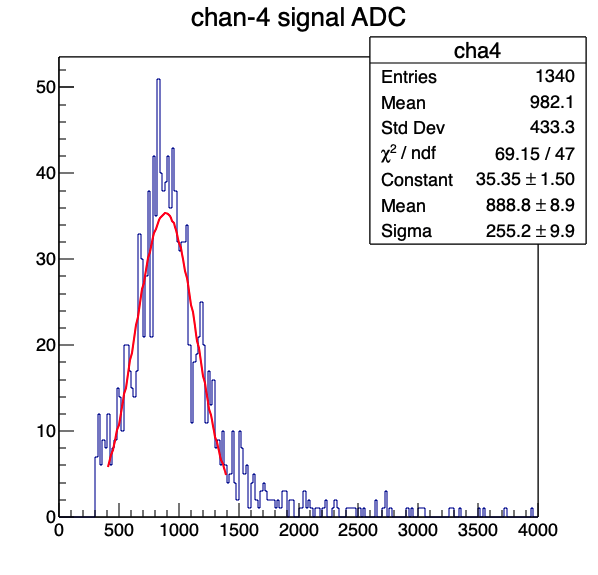 chan-4 signal ADC
cha4
Entries 1340
Mean 982.1
Std Dev 433.3
χ² / ndf 69.15 / 47
Constant 35.35 ± 1.50
Mean 888.8 ± 8.9
Sigma 255.2 ± 9.9
50
40
30
20
10
0
0 500 1000 1500 2000 2500 3000 3500 4000